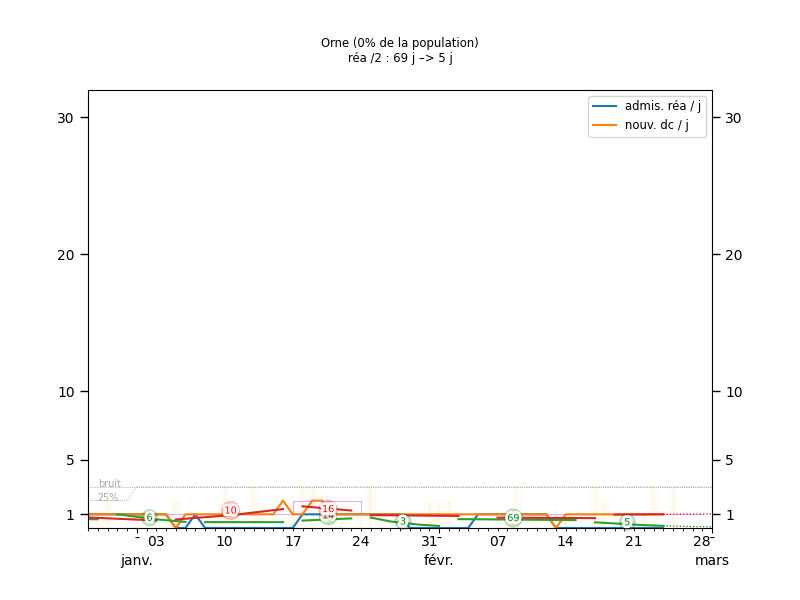 Orne (0% de la population)
réa /2 : 69 j –> 5 j
admis. réa / j
nouv. dc / j
30 30
20 20
10 10
5 5
1 1
bruit
25%
6 10 16 14 3 69 5
- 03 10 17 24 31- 07 14 21 28-
janv. févr. mars